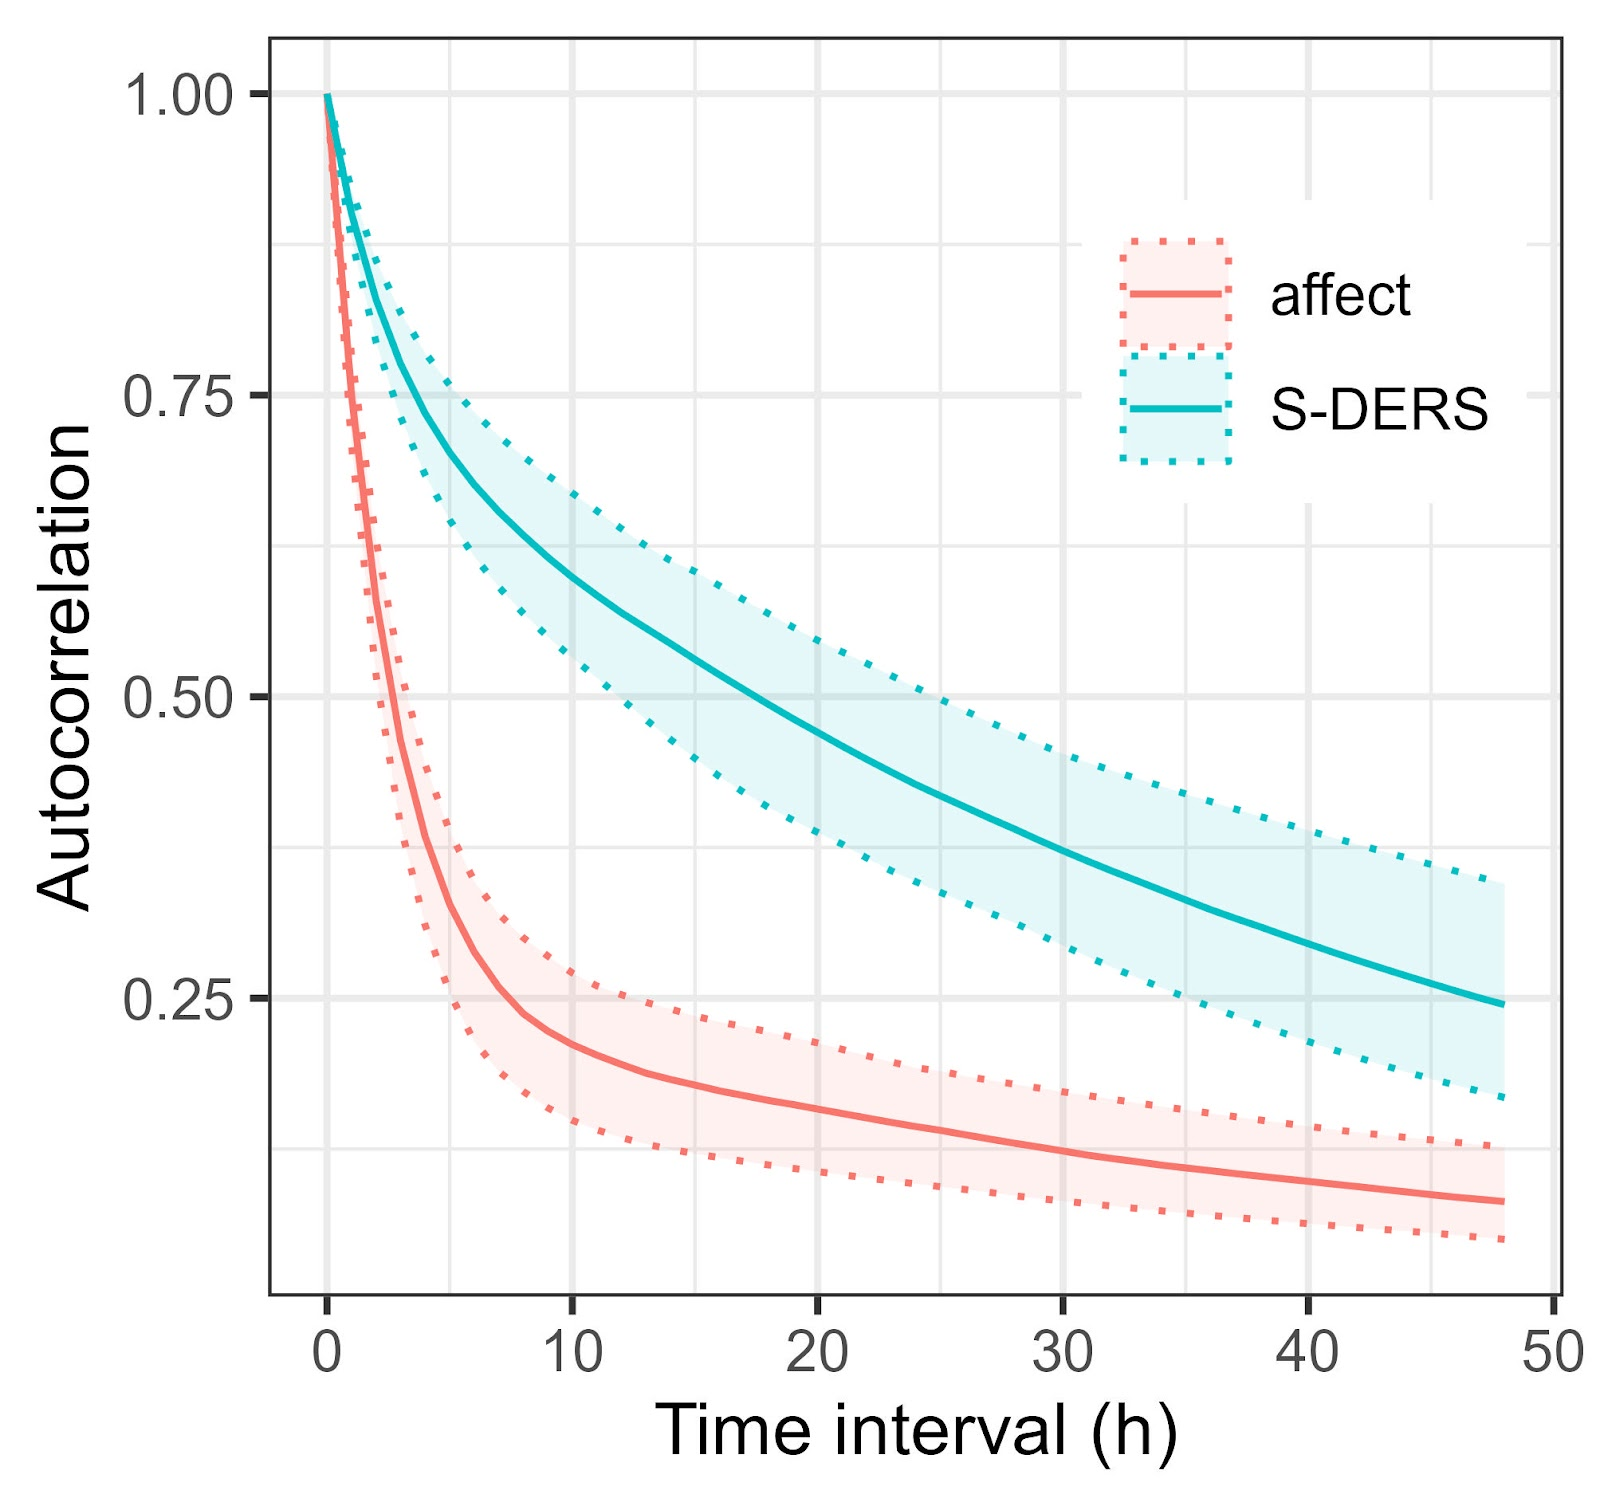 1.00
0.75
0.50
0.25
Autocorrelation
affect
S-DERS
0 10 20 30 40 50
Time interval (h)